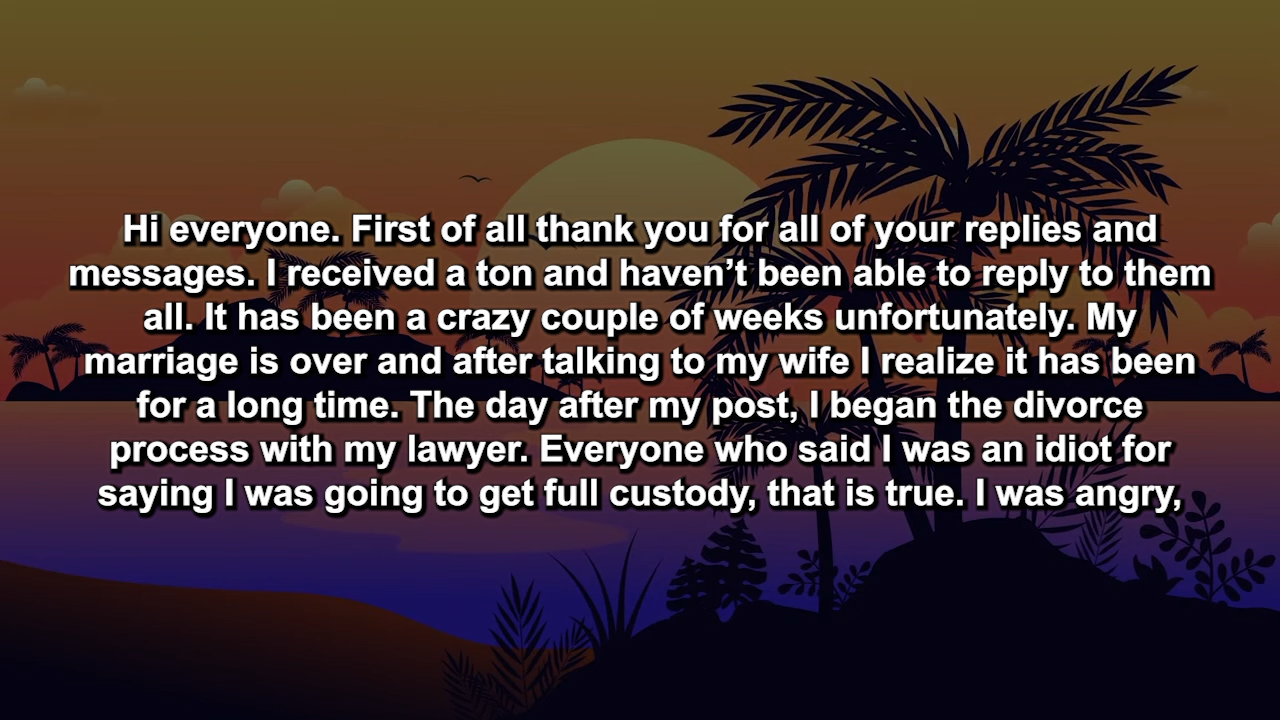 Hi everyone. First of all thank you for all of your replies and
messages. I received a ton and haven’t been able to reply to them
all. It has been a crazy couple of weeks unfortunately. My
marriage is over and after talking to my wife I realize it has been
for a long time. The day after my post, I began the divorce
process with my lawyer. Everyone who said I was an idiot for
saying I was going to get full custody, that is true. I was angry,